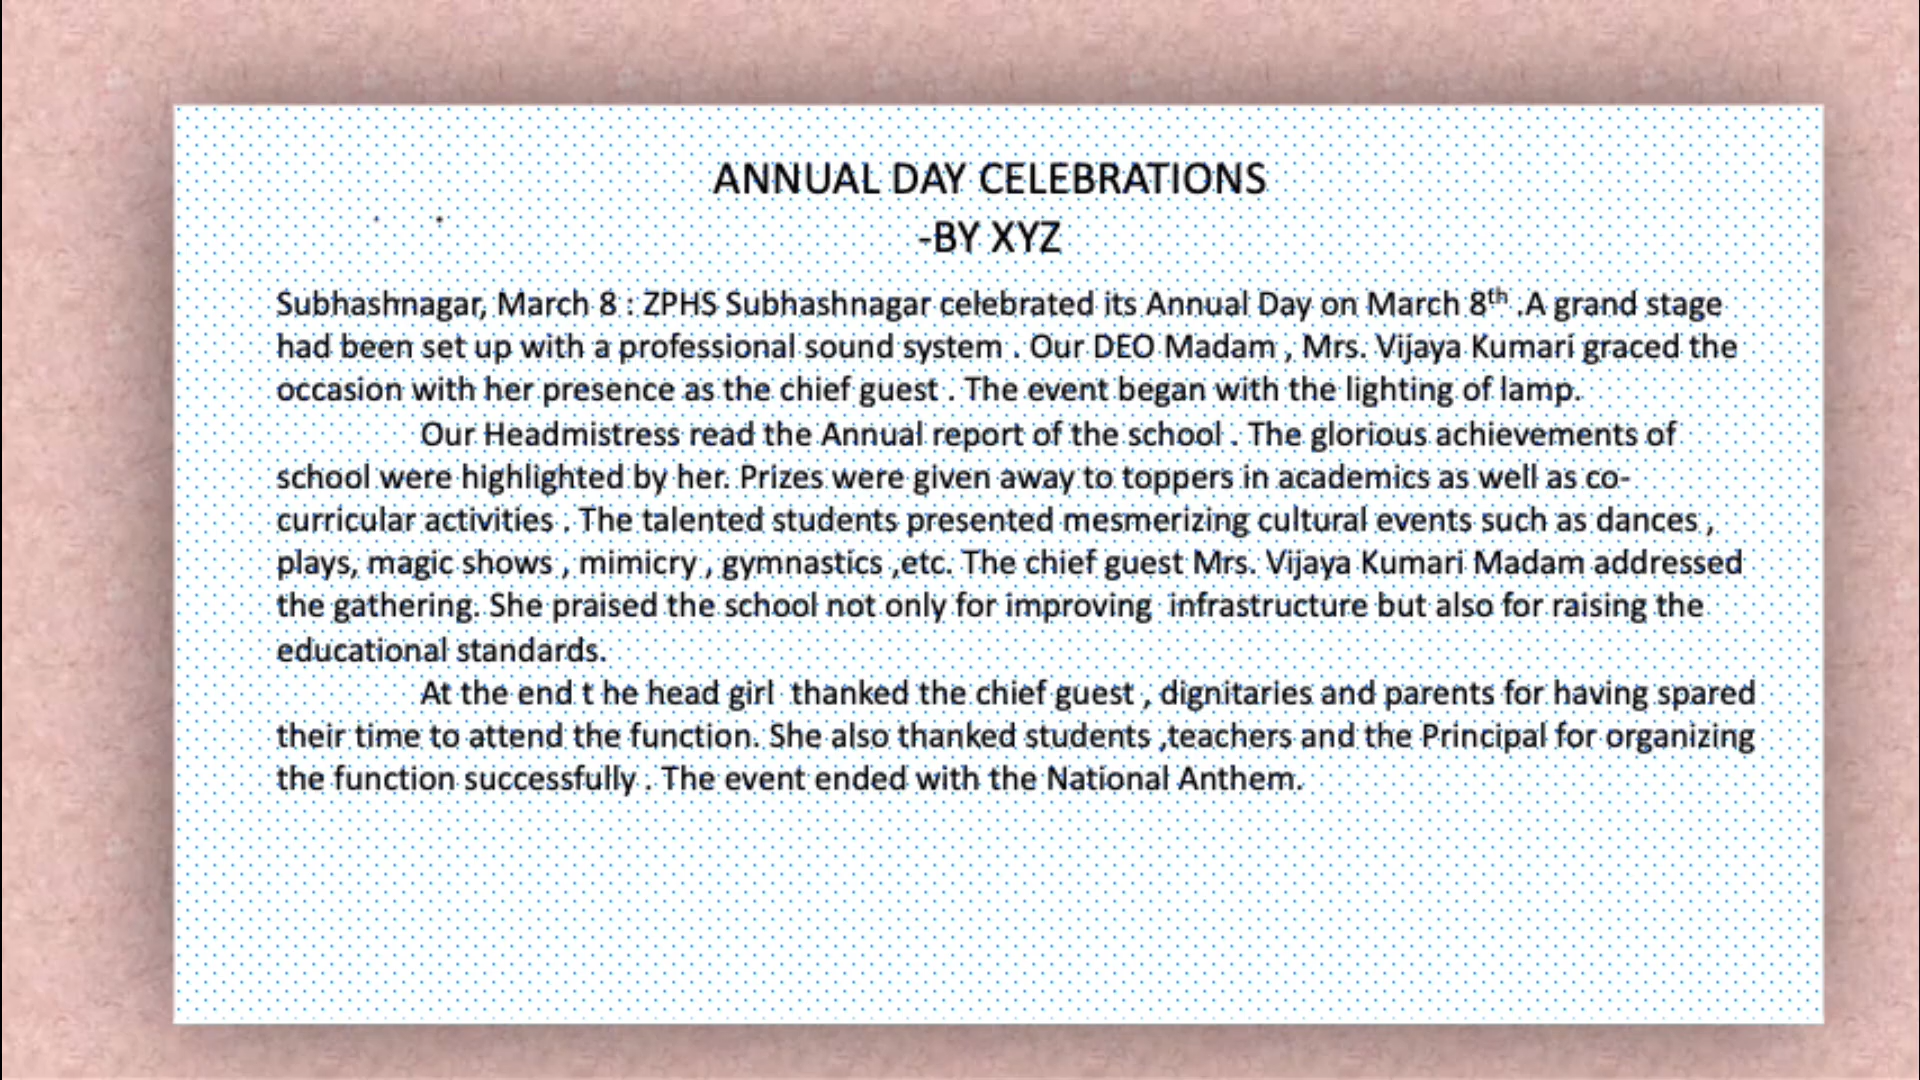 ANNUAL DAY CELEBRATIONS
-BY XYZ
Subhashnagar, March 8 : ZPHS Subhashnagar celebrated its Annual Day on March 8th .A grand stage
had been set up with a professional sound system . Our DEO Madam , Mrs. Vijaya Kumari graced the
occasion with her presence as the chief guest . The event began with the lighting of lamp.
Our Headmistress read the Annual report of the school . The glorious achievements of
school were highlighted by her. Prizes were given away to toppers in academics as well as co-
curricular activities . The talented students presented mesmerizing cultural events such as dances ,
plays, magic shows , mimicry , gymnastics ,etc. The chief guest Mrs. Vijaya Kumari Madam addressed
the gathering. She praised the school not only for improving  infrastructure but also for raising the
educational standards.
At the end t he head girl  thanked the chief guest , dignitaries and parents for having spared
their time to attend the function. She also thanked students ,teachers and the Principal for organizing
the function successfully . The event ended with the National Anthem.